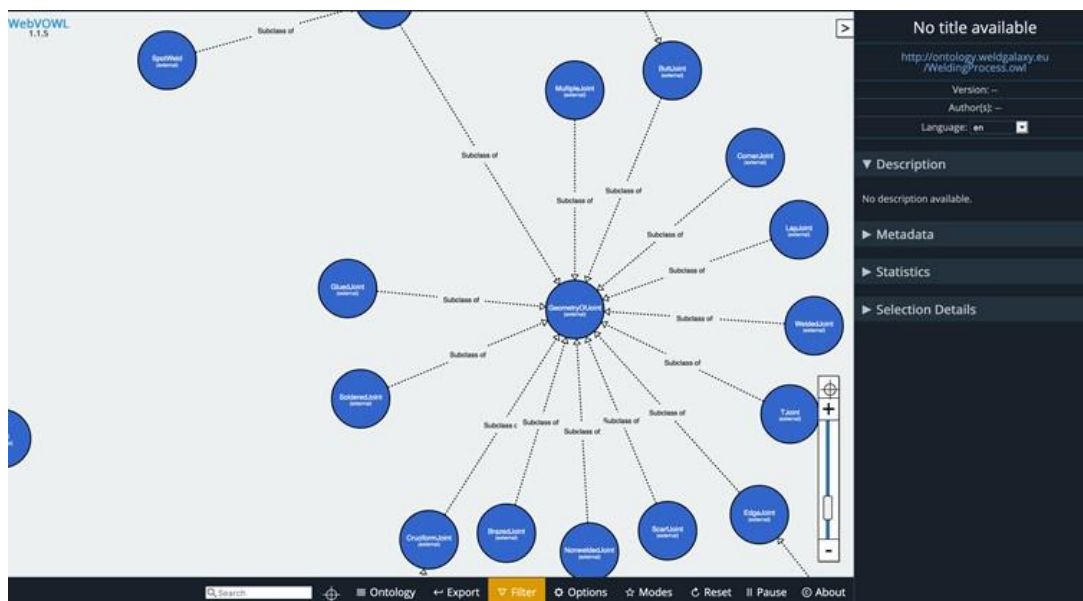 WebVOWL
1.1.5
SpotWeld
(external)
Subclass of
MultipleJoint
(external)
ButtJoint
(external)
Subclass of
CornerJoint
(external)
Subclass of
Subclass of
LapJoint
(external)
Subclass of
Subclass of
GluedJoint
(external)
Subclass of
GeometryOfJoint
(external)
Subclass of
WeldedJoint
(external)
Subclass of
Subclass of
SolderedJoint
(external)
TJoint
(external)
Subclass of
Subclass
Subclass of
Subclass of
Subclass of
CruciformJoint
(external)
BrazedJoint
(external)
NonweldedJoint
(external)
ScarfJoint
(external)
EdgeJoint
(external)
>
+
-
No title available
http://ontology.weldgalaxy.eu
/WeldingProcess.owl
Version: --
Author(s): --
Language: en
Description
No description available.
Metadata
Statistics
Selection Details
Search
Ontology
Export
Filter
Options
Modes
Reset
Pause
About